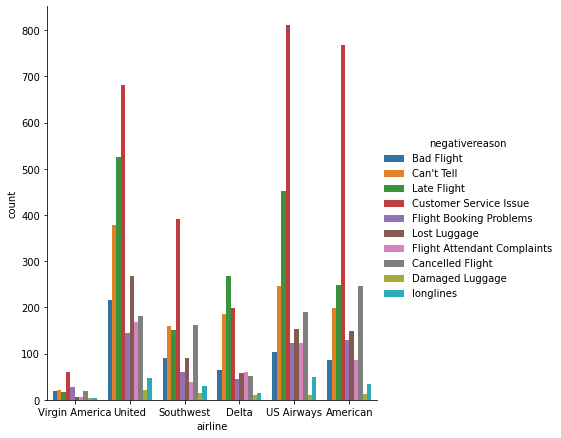 800
700
600
500
400
300
200
100
0
count
Virgin America United Southwest Delta US Airways American
airline
negativereason
Bad Flight
Can't Tell
Late Flight
Customer Service Issue
Flight Booking Problems
Lost Luggage
Flight Attendant Complaints
Cancelled Flight
Damaged Luggage
longlines